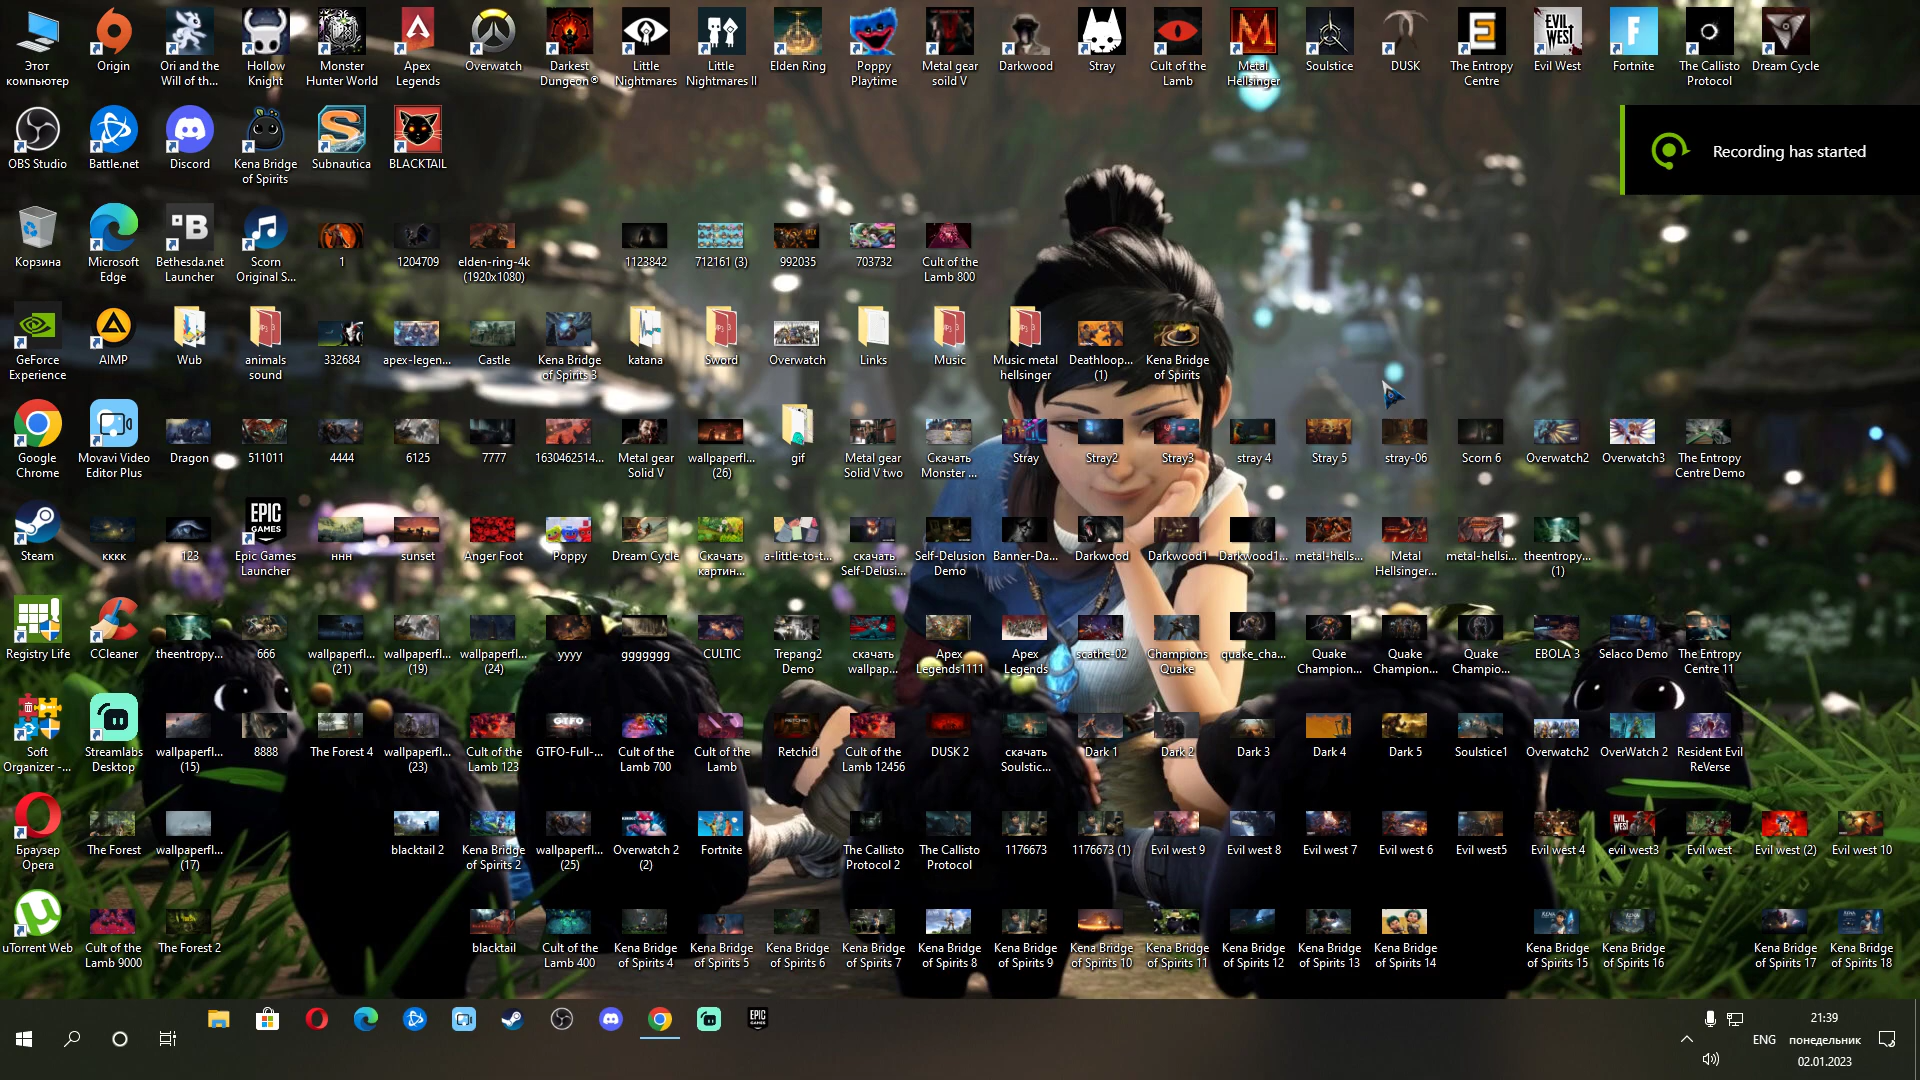 Этот компьютер
Origin
Ori and the Will of th...
Hollow Knight
Monster Hunter World
Apex Legends
Overwatch
Darkest Dungeon®
Little Nightmares
Little Nightmares II
Elden Ring
Poppy Playtime
Metal gear soild V
Darkwood
Stray
Cult of the Lamb
Metal Hellsinger
Soulstice
DUSK
The Entropy Centre
EVIL WEST
Evil West
Fortnite
The Callisto Protocol
Dream Cycle
OBS Studio
Battle.net
Discord
Kena Bridge of Spirits
Subnautica
BLACKTAIL
Recording has started
Корзина
Microsoft Edge
Bethesda.net Launcher
Scorn Original S...
1
1204709
elden-ring-4k (1920x1080)
1123842
712161 (3)
992035
703732
Cult of the Lamb 800
GeForce Experience
AIMP
Wub
animals sound
332684
apex-legen...
Castle
Kena Bridge of Spirits 3
katana
Sword
Overwatch
Links
Music
Music metal hellsinger
Deathloop... (1)
Kena Bridge of Spirits
Google Chrome
Movavi Video Editor Plus
Dragon
511011
4444
6125
7777
1630462514...
Metal gear Solid V
wallpaperfl... (26)
gif
Metal gear Solid V two
Скачать Monster ...
Stray
Stray2
Stray3
stray 4
Stray 5
stray-06
Scorn 6
Overwatch2
Overwatch3
The Entropy Centre Demo
Steam
кккк
123
EPIC GAMES
Epic Games Launcher
ннн
sunset
Anger Foot
Poppy
Dream Cycle
Скачать картин...
a-little-to-t...
скачать Self-Delusi...
Self-Delusion Demo
Banner-Da...
Darkwood
Darkwood1
Darkwood1...
metal-hells...
Metal Hellsinger...
metal-hellsi...
theentropy... (1)
Registry Life
CCleaner
theentropy...
666
wallpaperfl... (21)
wallpaperfl... (19)
wallpaperfl... (24)
yyyy
ggggggg
CULTIC
Trepang2 Demo
скачать wallpap...
Apex Legends1111
Apex Legends
scathe-02
Champions Quake
quake_cha...
Quake Champion...
Quake Champion...
Quake Champio...
EBOLA 3
Selaco Demo
The Entropy Centre 11
Soft Organizer -...
Streamlabs Desktop
wallpaperfl... (15)
8888
The Forest 4
wallpaperfl... (23)
Cult of the Lamb 123
GTFO
GTFO-Full-...
Cult of the Lamb 700
Cult of the Lamb
Retchid
Cult of the Lamb 12456
DUSK 2
скачать Soulstic...
Dark 1
Dark 2
Dark 3
Dark 4
Dark 5
Soulstice1
Overwatch2
OverWatch 2
Resident Evil ReVerse
Браузер Opera
The Forest
wallpaperfl... (17)
blacktail 2
Kena Bridge of Spirits 2
wallpaperfl... (25)
Overwatch 2 (2)
Fortnite
The Callisto Protocol 2
The Callisto Protocol
1176673
1176673 (1)
Evil west 9
Evil west 8
Evil west 7
Evil west 6
Evil west5
Evil west 4
evil west3
Evil west
Evil west (2)
Evil west 10
uTorrent Web
Cult of the Lamb 9000
The Forest 2
blacktail
Cult of the Lamb 400
Kena Bridge of Spirits 4
Kena Bridge of Spirits 5
Kena Bridge of Spirits 6
Kena Bridge of Spirits 7
Kena Bridge of Spirits 8
Kena Bridge of Spirits 9
Kena Bridge of Spirits 10
Kena Bridge of Spirits 11
Kena Bridge of Spirits 12
Kena Bridge of Spirits 13
Kena Bridge of Spirits 14
Kena Bridge of Spirits 15
Kena Bridge of Spirits 16
Kena Bridge of Spirits 17
Kena Bridge of Spirits 18
EPIC GAMES
ENG
21:39
понедельник
02.01.2023